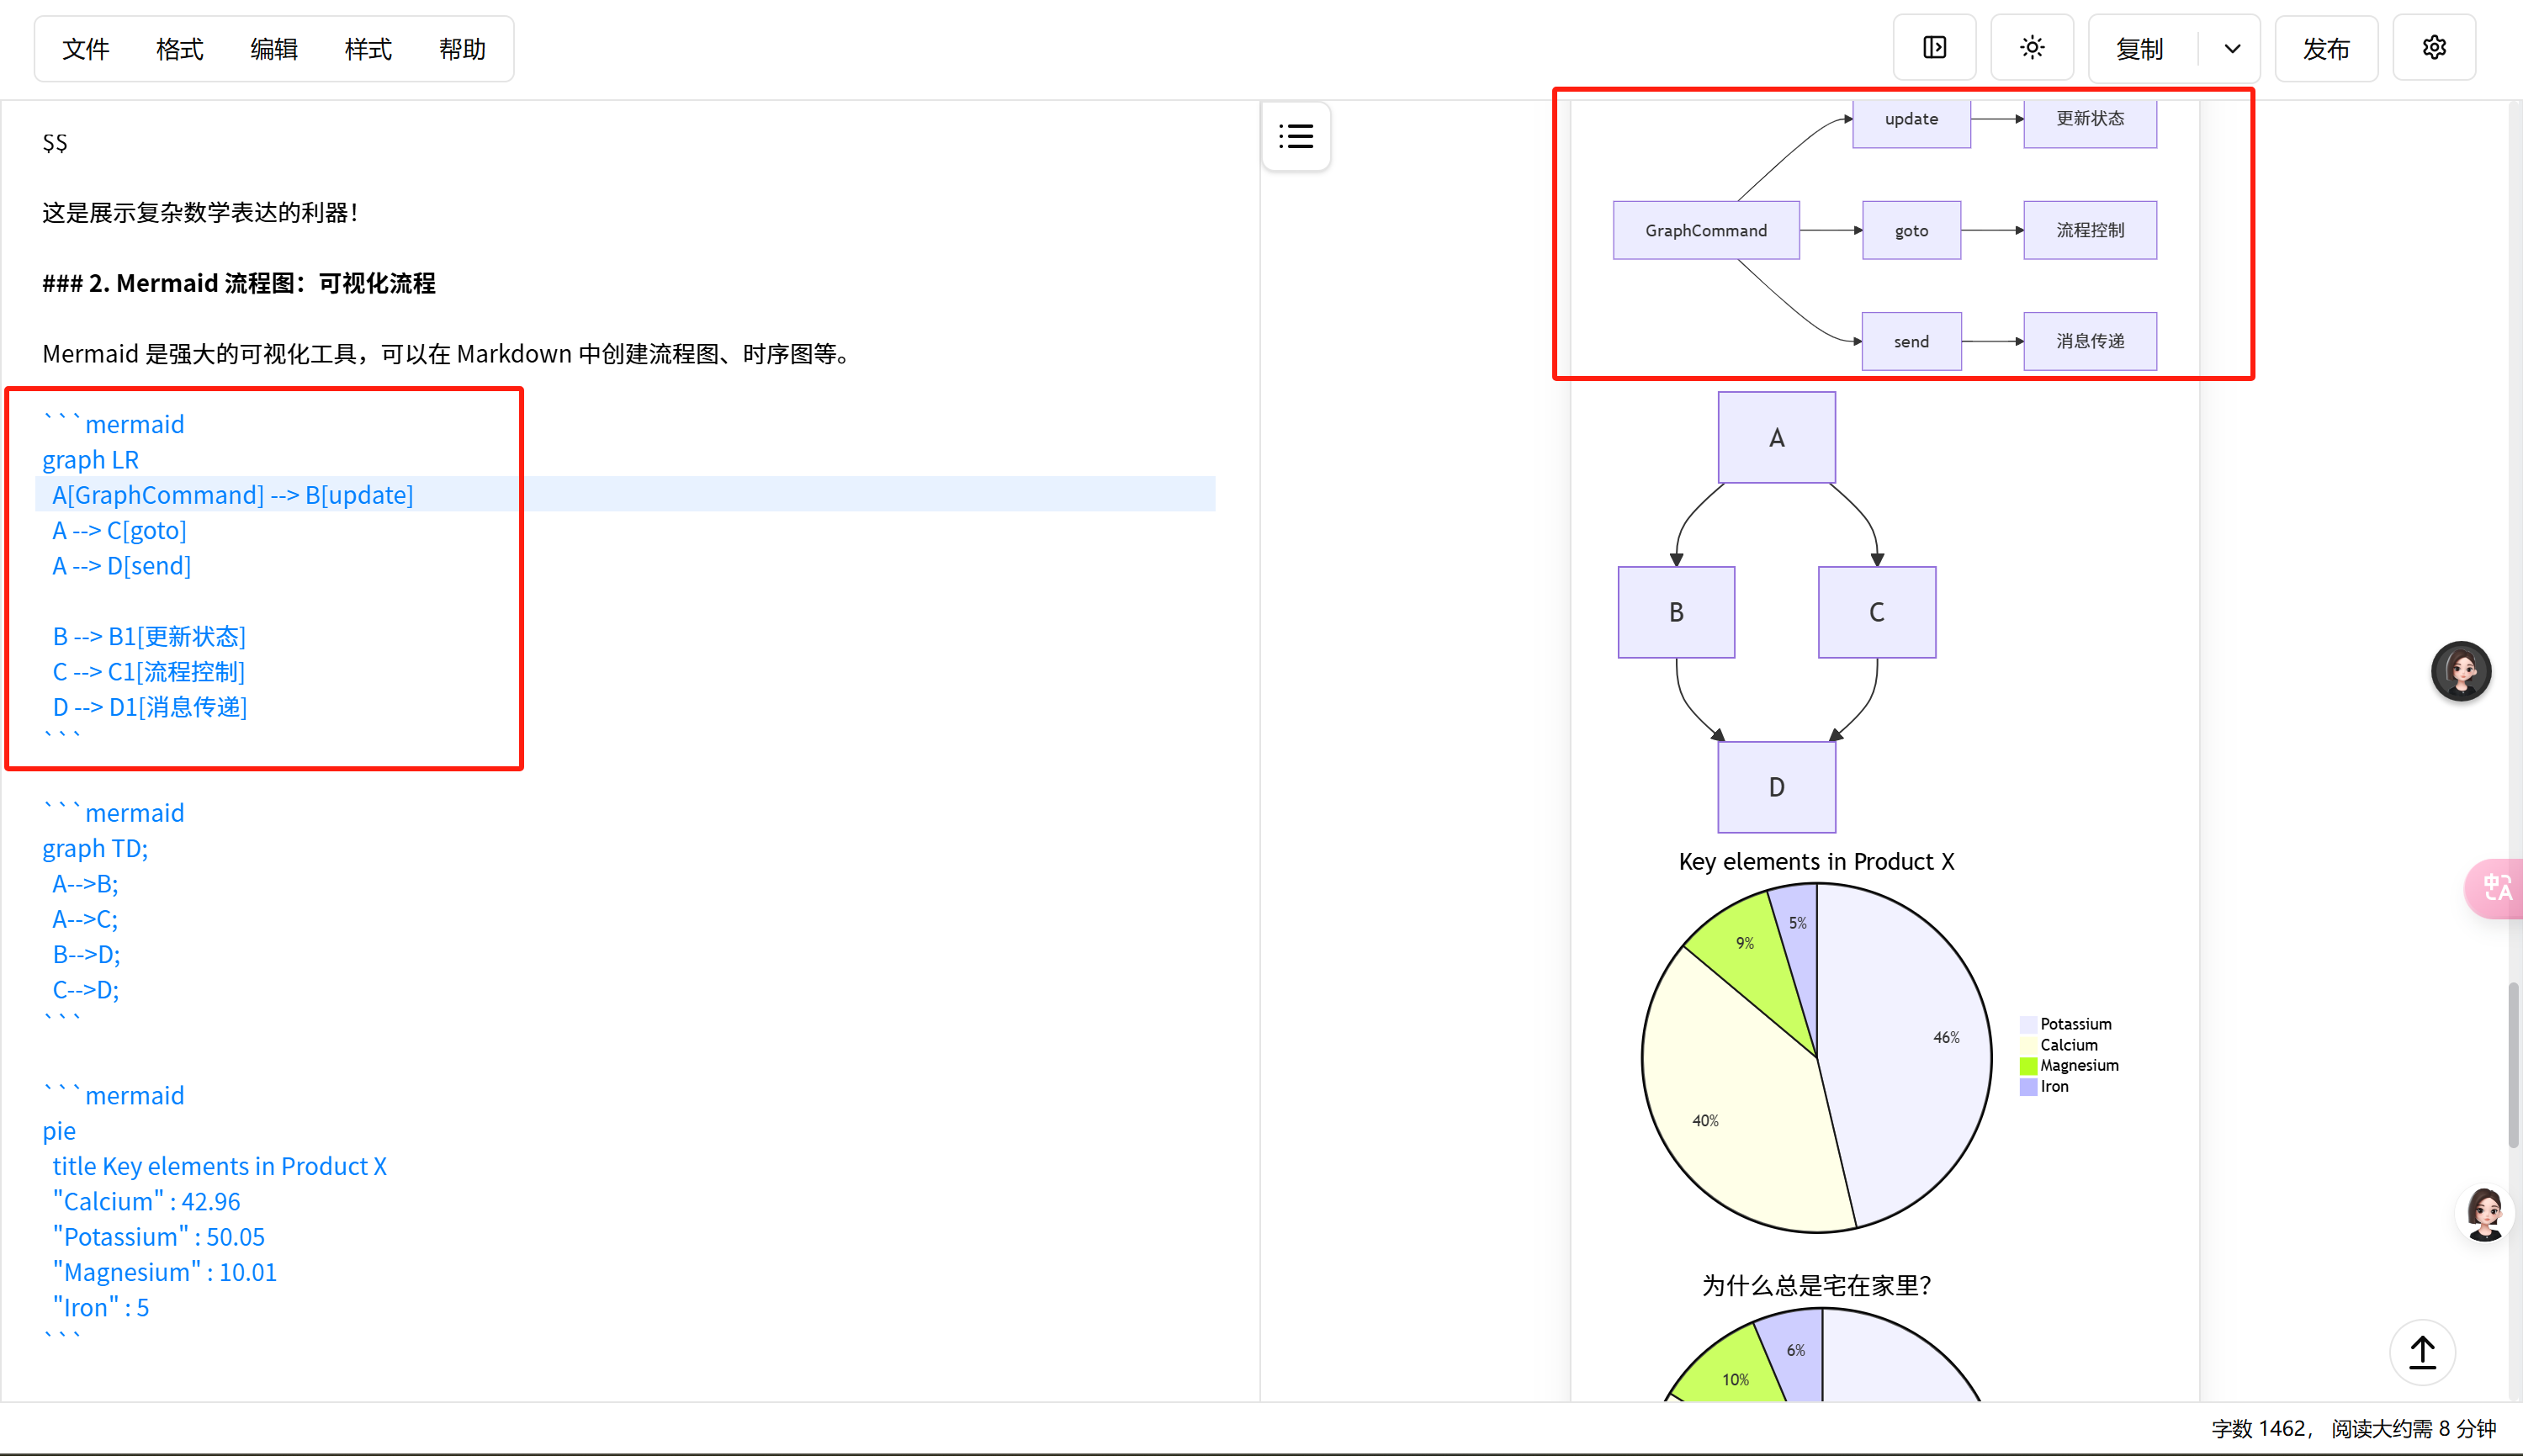 文件 格式 编辑 样式 帮助
复制 发布
$$
这是展示复杂数学表达的利器！
### 2. Mermaid 流程图：可视化流程
Mermaid 是强大的可视化工具，可以在 Markdown 中创建流程图、时序图等。
```mermaid
graph LR
A[GraphCommand] --> B[update]
A --> C[goto]
A --> D[send]
B --> B1[更新状态]
C --> C1[流程控制]
D --> D1[消息传递]
```
```mermaid
graph TD;
A-->B;
A-->C;
B-->D;
C-->D;
```
```mermaid
pie
title Key elements in Product X
"Calcium" : 42.96
"Potassium" : 50.05
"Magnesium" : 10.01
"Iron" : 5
```
update 更新状态
GraphCommand goto 流程控制
send 消息传递
A
B C
D
Key elements in Product X
5%
9%
46%
40%
Potassium
Calcium
Magnesium
Iron
为什么总是宅在家里？
6%
10%
中A
字数 1462， 阅读大约需 8 分钟